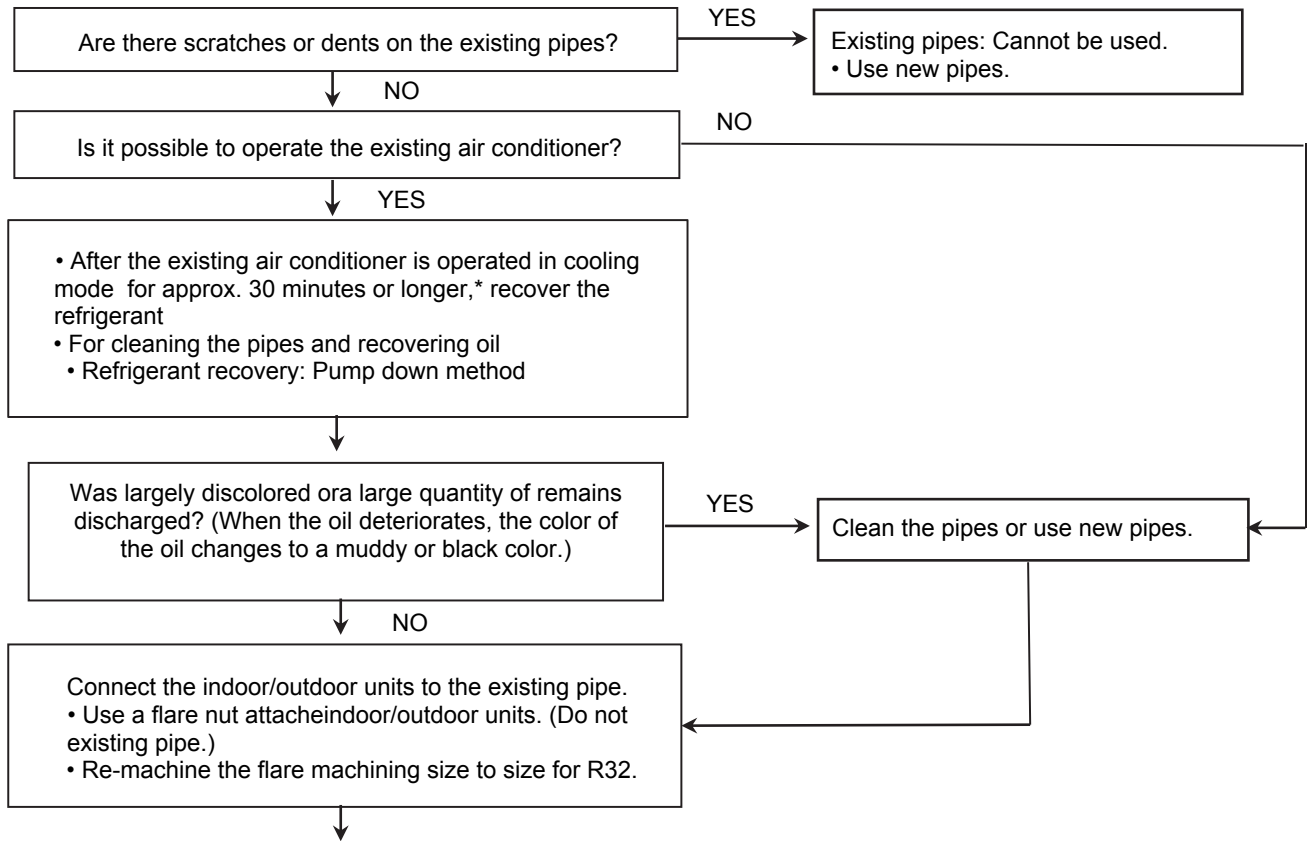 Are there scratches or dents on the existing pipes?
YES
Existing pipes: Cannot be used.
• Use new pipes.
NO
Is it possible to operate the existing air conditioner?
NO
YES
• After the existing air conditioner is operated in cooling
mode for approx. 30 minutes or longer,* recover the
refrigerant
• For cleaning the pipes and recovering oil
• Refrigerant recovery: Pump down method
Was largely discolored ora large quantity of remains
discharged? (When the oil deteriorates, the color of
the oil changes to a muddy or black color.)
YES
Clean the pipes or use new pipes.
NO
Connect the indoor/outdoor units to the existing pipe.
• Use a flare nut attacheindoor/outdoor units. (Do not
existing pipe.)
• Re-machine the flare machining size to size for R32.